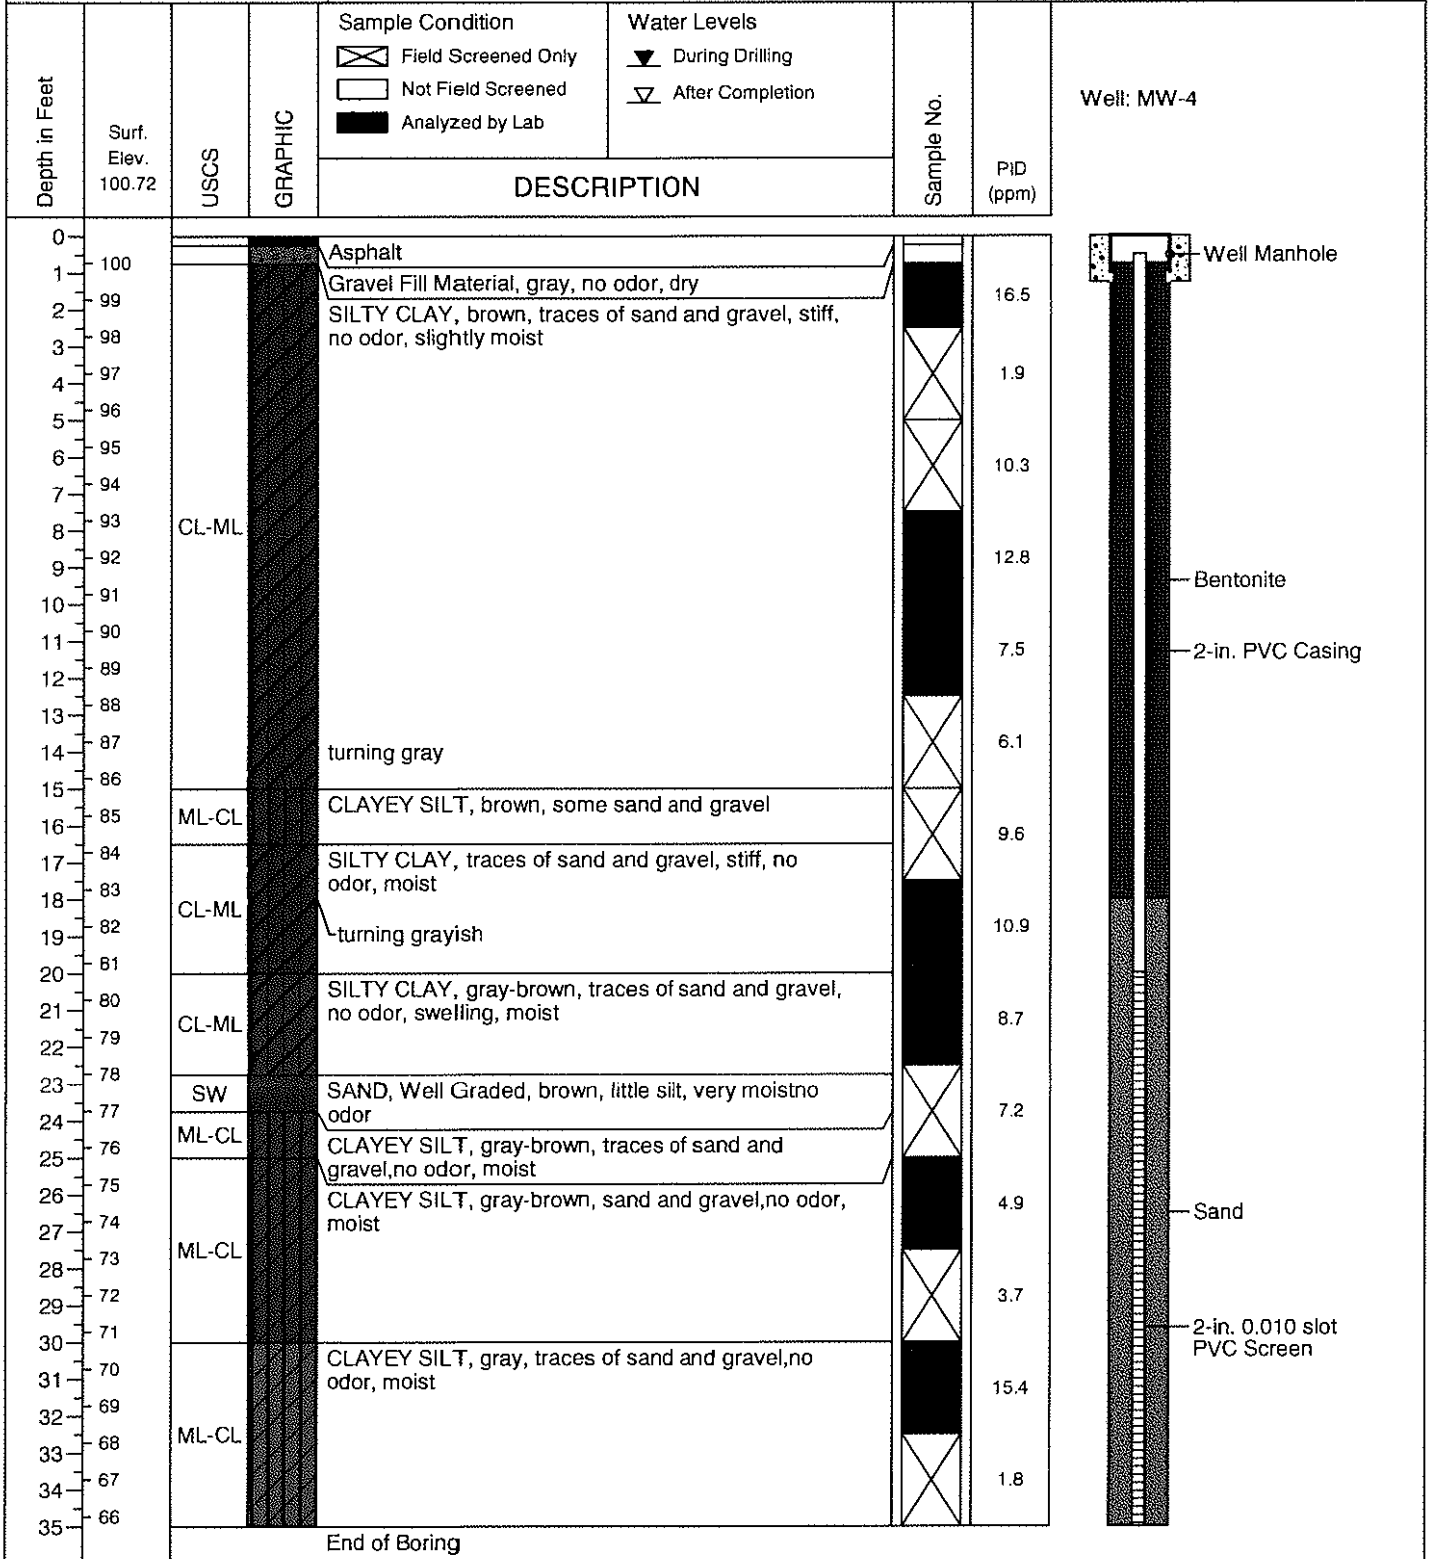 Sample Condition
Field Screened Only
Not Field Screened
Analyzed by Lab
Water Levels
During Drilling
After Completion
Depth in Feet
Surf.
Elev.
100.72
USCS
GRAPHIC
DESCRIPTION
Sample No.
PID
(ppm)
Well: MW-4
0
Asphalt
Well Manhole
100
1
Gravel Fill Material, gray, no odor, dry
16.5
99
2
SILTY CLAY, brown, traces of sand and gravel, stiff,
no odor, slightly moist
98
3
97
1.9
4
96
5
95
6
10.3
94
7
93
CL-ML
8
92
12.8
9
Bentonite
91
10
90
11
7.5
2-in. PVC Casing
89
12
88
13
87
6.1
14
turning gray
86
15
CLAYEY SILT, brown, some sand and gravel
85
ML-CL
16
9.6
84
17
SILTY CLAY, traces of sand and gravel, stiff, no
odor, moist
83
18
CL-ML
82
10.9
19
turning grayish
81
20
SILTY CLAY, gray-brown, traces of sand and gravel,
no odor, swelling, moist
80
21
CL-ML
8.7
79
22
78
23
SW
SAND, Well Graded, brown, little silt, very moistno
odor
77
7.2
24
ML-CL
CLAYEY SILT, gray-brown, traces of sand and
gravel,no odor, moist
76
25
75
CLAYEY SILT, gray-brown, sand and gravel,no odor,
moist
26
4.9
Sand
74
27
ML-CL
73
28
72
3.7
29
71
2-in. 0.010 slot
PVC Screen
30
70
CLAYEY SILT, gray, traces of sand and gravel,no
odor, moist
31
15.4
69
32
ML-CL
68
33
67
1.8
34
66
35
End of Boring